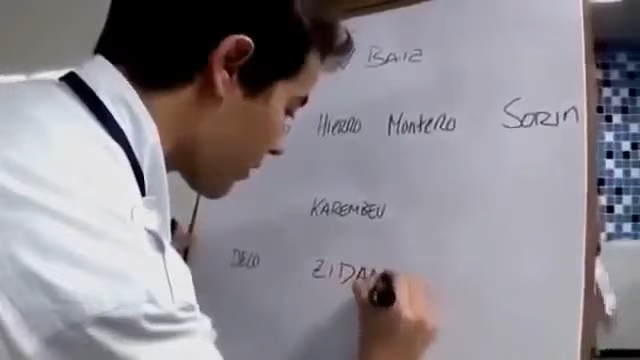 BAIZ
HIERRO MONTERO SORIN
KAREMBEU
DECO ZIDAN